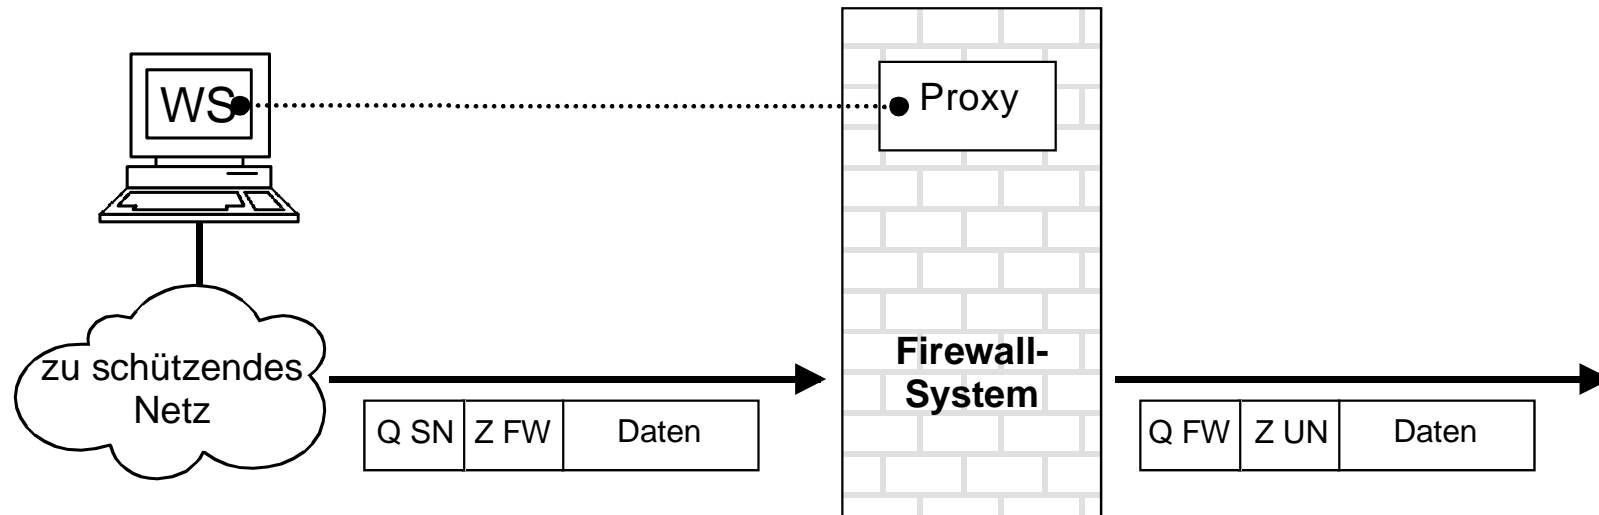 WS
Proxy
zu schützendes
Netz
Firewall-
System
Q SN Z FW Daten
Q FW Z UN Daten